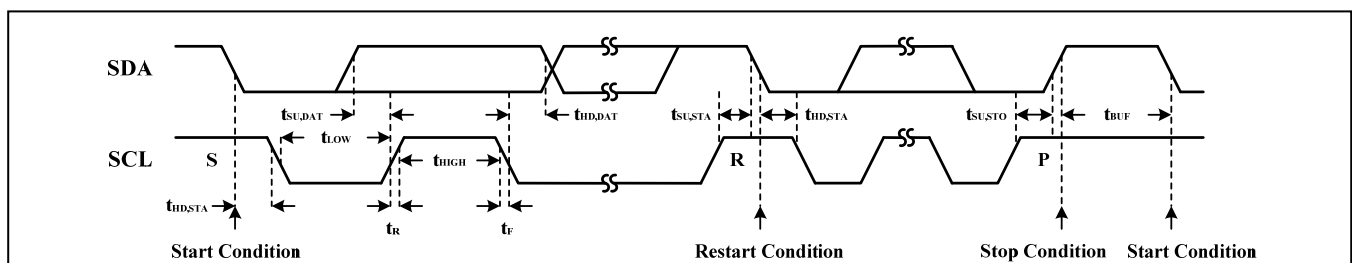 SDA
tSU,DAT tHD,DAT tSU,STA tHD,STA tSU,STO tBUF
tLOW
SCL S tHIGH R P
tHD,STA
tR tF
Start Condition Restart Condition Stop Condition Start Condition